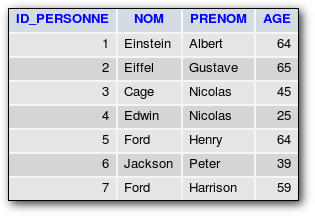 ID_PERSONNE NOM PRENOM AGE
1 Einstein Albert 64
2 Eiffel Gustave 65
3 Cage Nicolas 45
4 Edwin Nicolas 25
5 Ford Henry 64
6 Jackson Peter 39
7 Ford Harrison 59